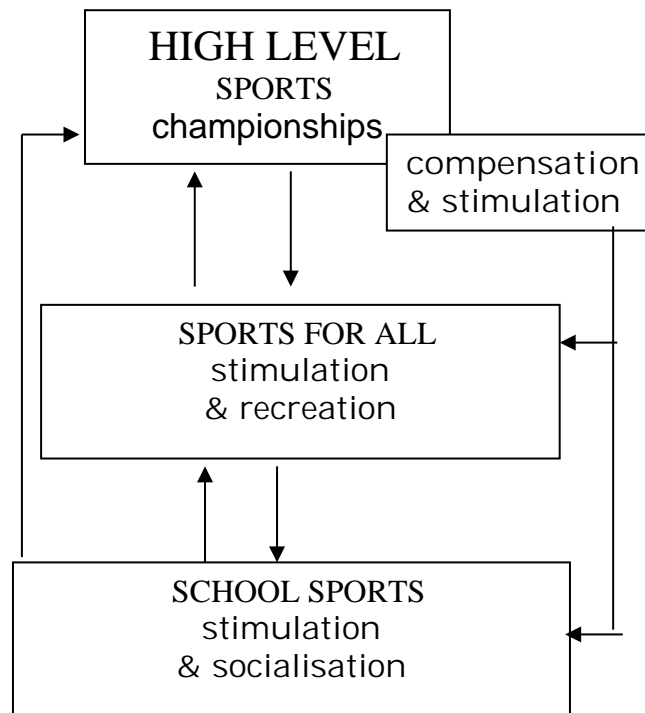 HIGH LEVEL
SPORTS
championships
compensation
& stimulation
SPORTS FOR ALL
stimulation
& recreation
SCHOOL SPORTS
stimulation
& socialisation